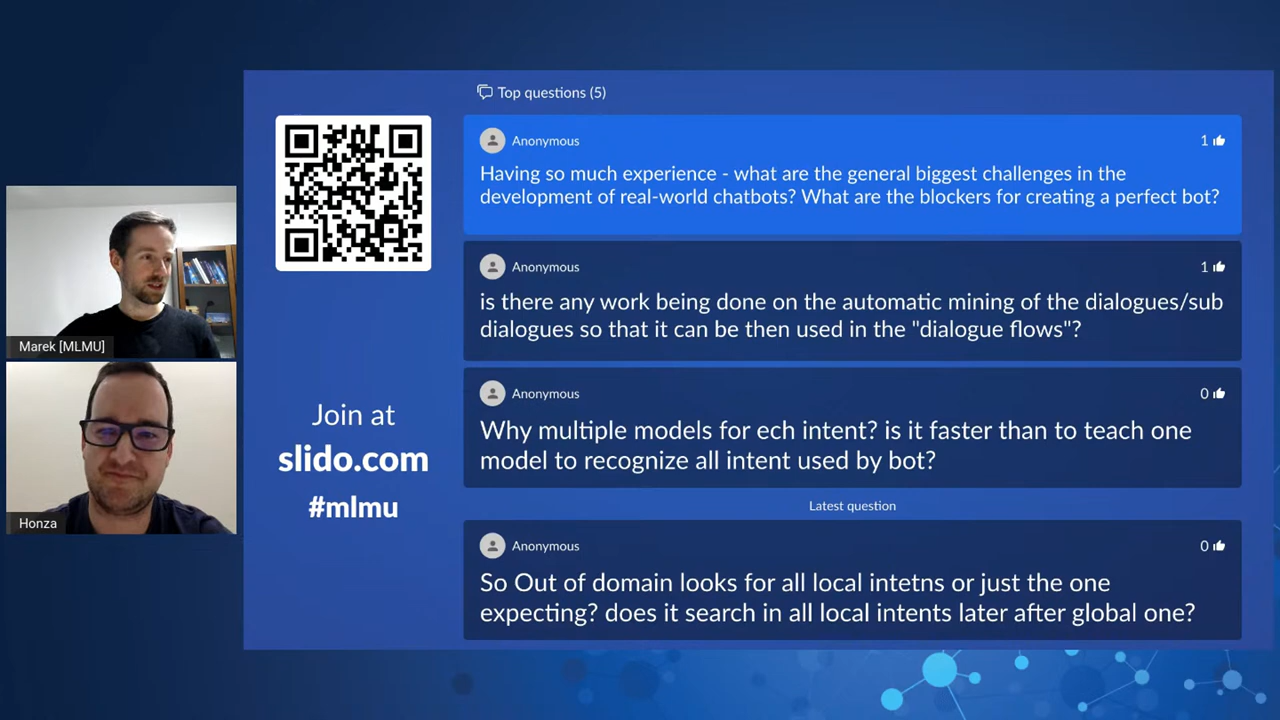 Top questions (5)
Anonymous
1
Having so much experience - what are the general biggest challenges in the
development of real-world chatbots? What are the blockers for creating a perfect bot?
Anonymous
1
is there any work being done on the automatic mining of the dialogues/sub
dialogues so that it can be then used in the "dialogue flows"?
Anonymous
0
Why multiple models for ech intent? is it faster than to teach one
model to recognize all intent used by bot?
Latest question
Anonymous
0
So Out of domain looks for all local intetns or just the one
expecting? does it search in all local intents later after global one?
Join at
slido.com
#mlmu
Marek [MLMU]
Honza